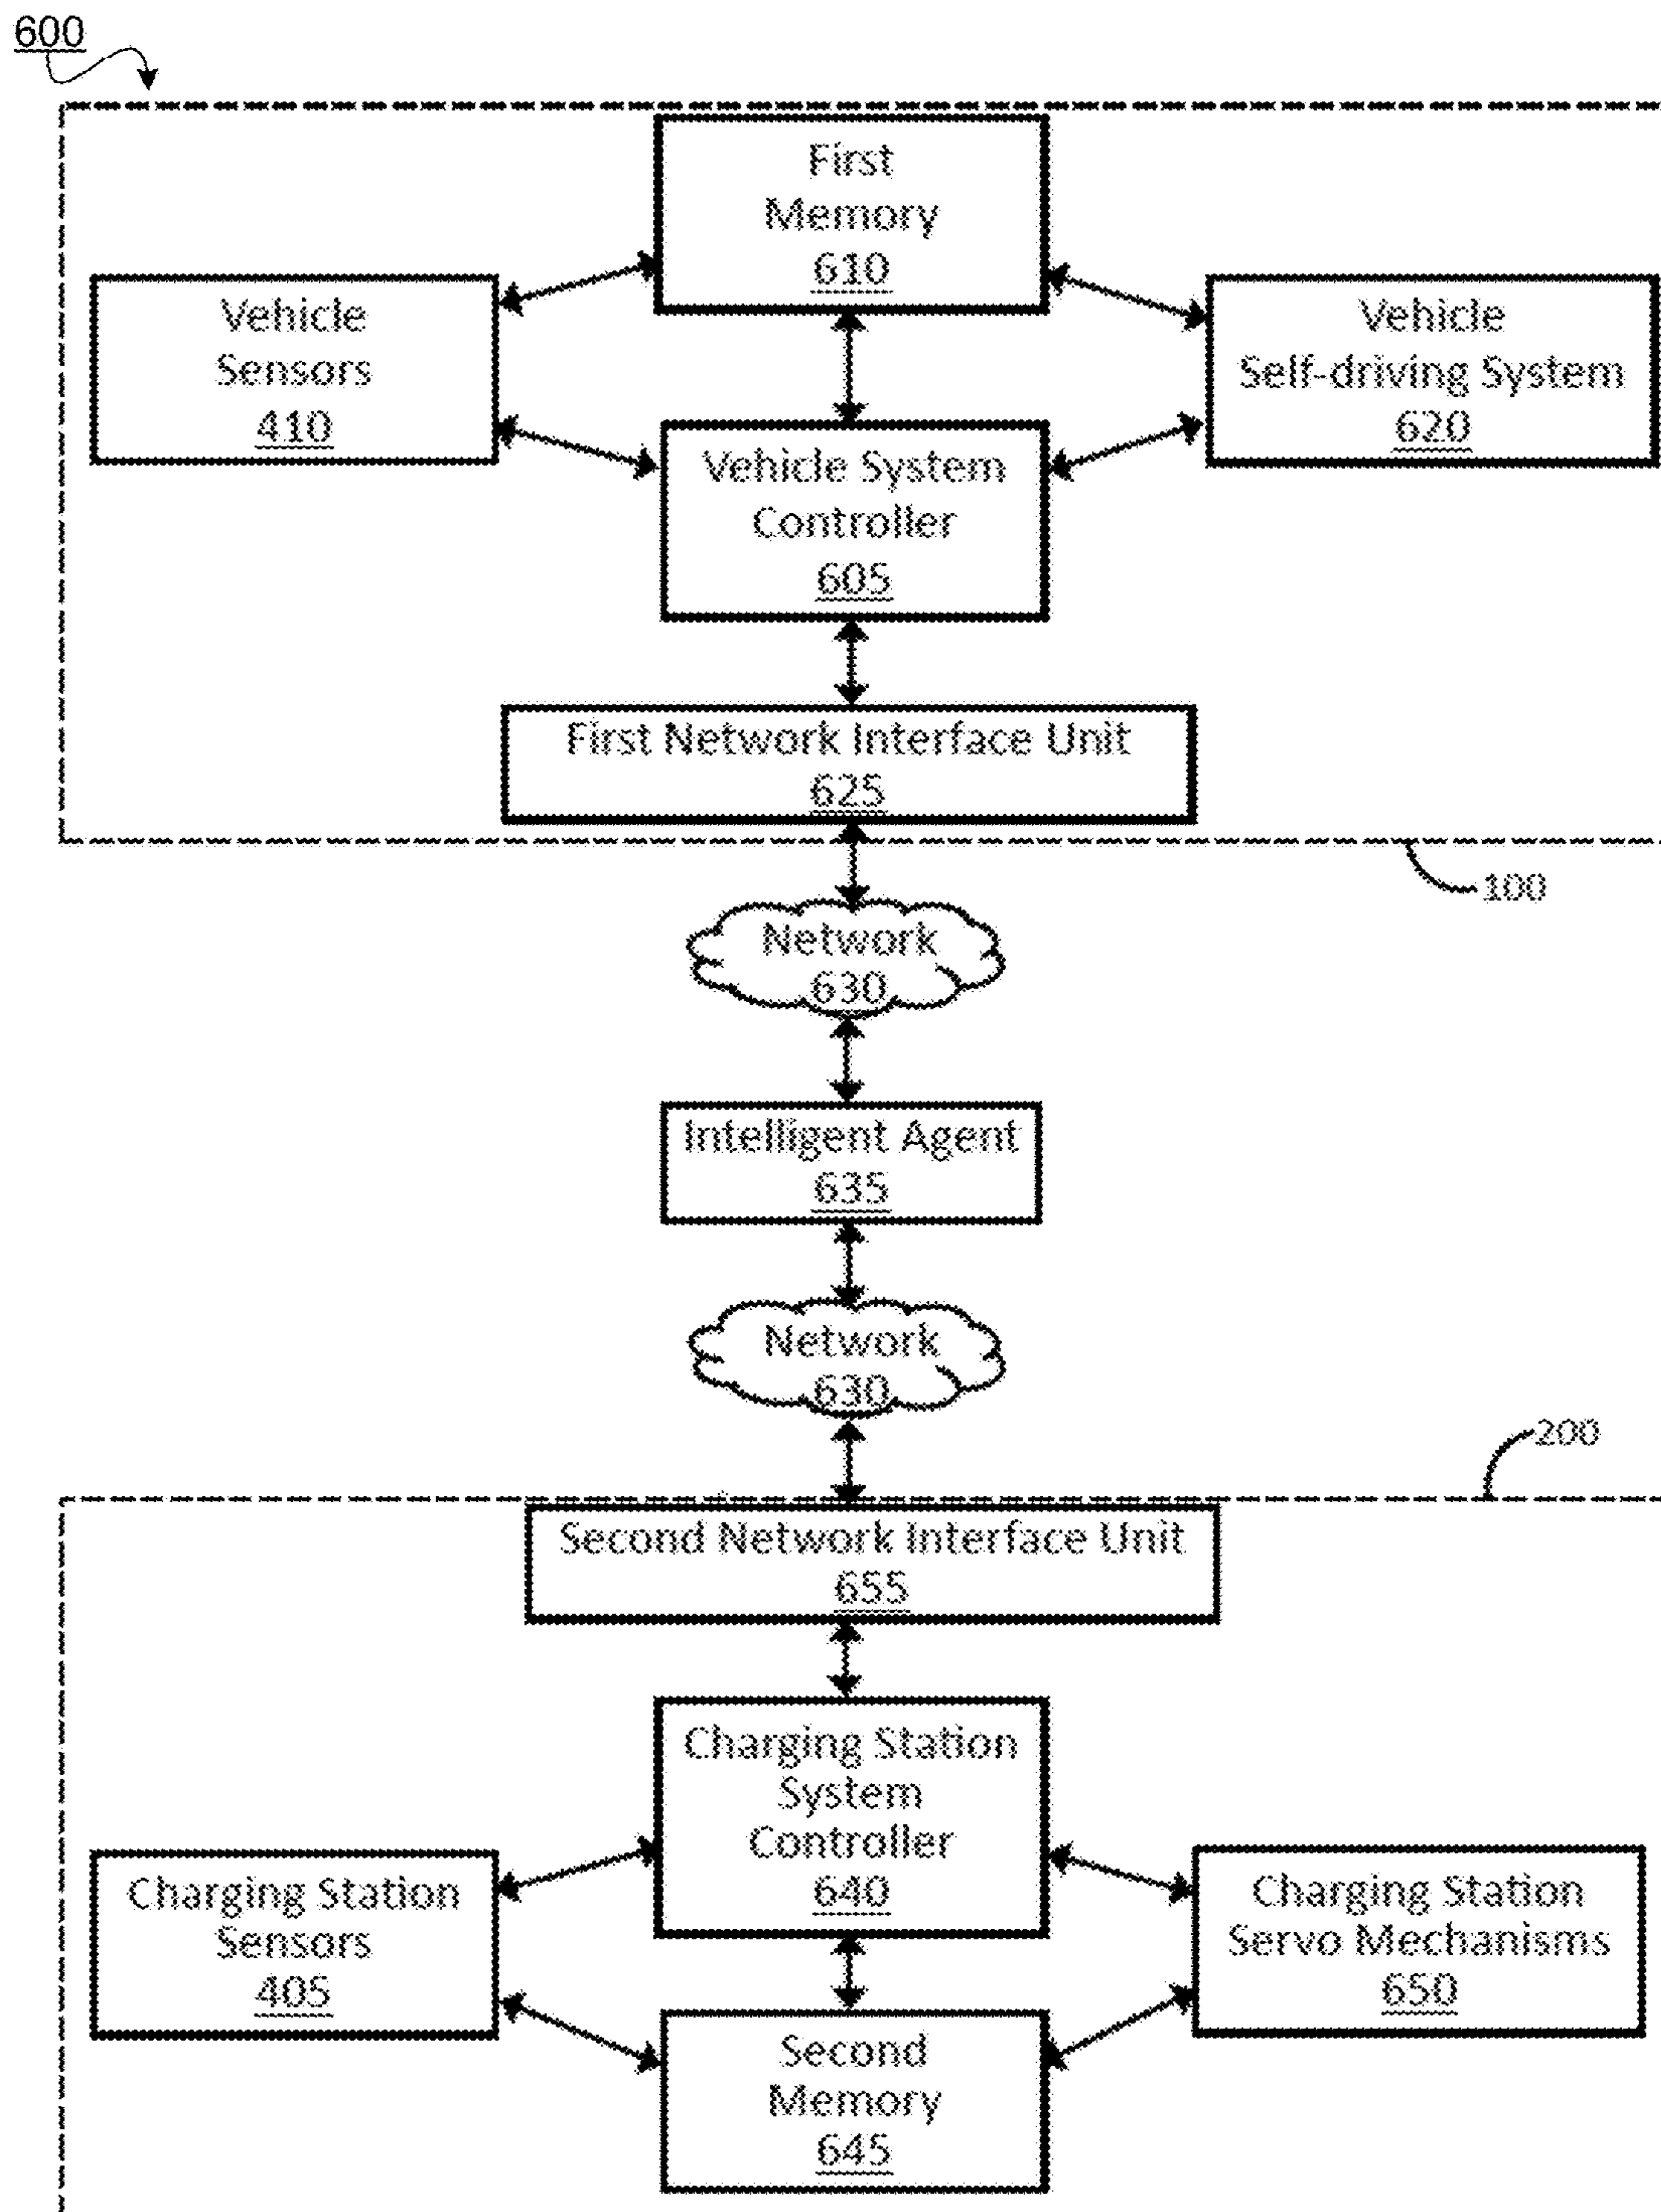 600
First
Memory
610
Vehicle
Sensors
410
Vehicle
Self-driving System
620
Vehicle System
Controller
605
First Network Interface Unit
625
100
Network
630
Intelligent Agent
635
Network
630
200
Second Network Interface Unit
655
Charging Station
System
Controller
640
Charging Station
Sensors
405
Charging Station
Servo Mechanisms
650
Second
Memory
645